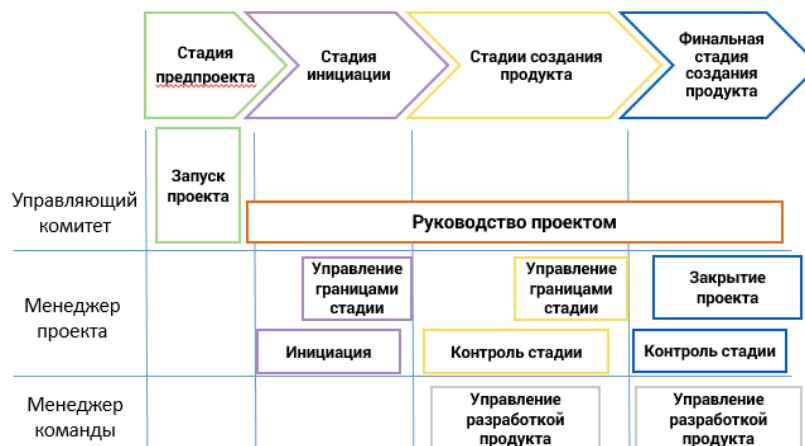 Стадия
предпроекта
Стадия
инициации
Стадии создания
продукта
Финальная
стадия
создания
продукта
Управляющий
комитет
Запуск
проекта
Руководство проектом
Менеджер
проекта
Управление
границами
стадии
Управление
границами
стадии
Закрытие
проекта
Инициация
Контроль стадии
Контроль стадии
Менеджер
команды
Управление
разработкой
продукта
Управление
разработкой
продукта